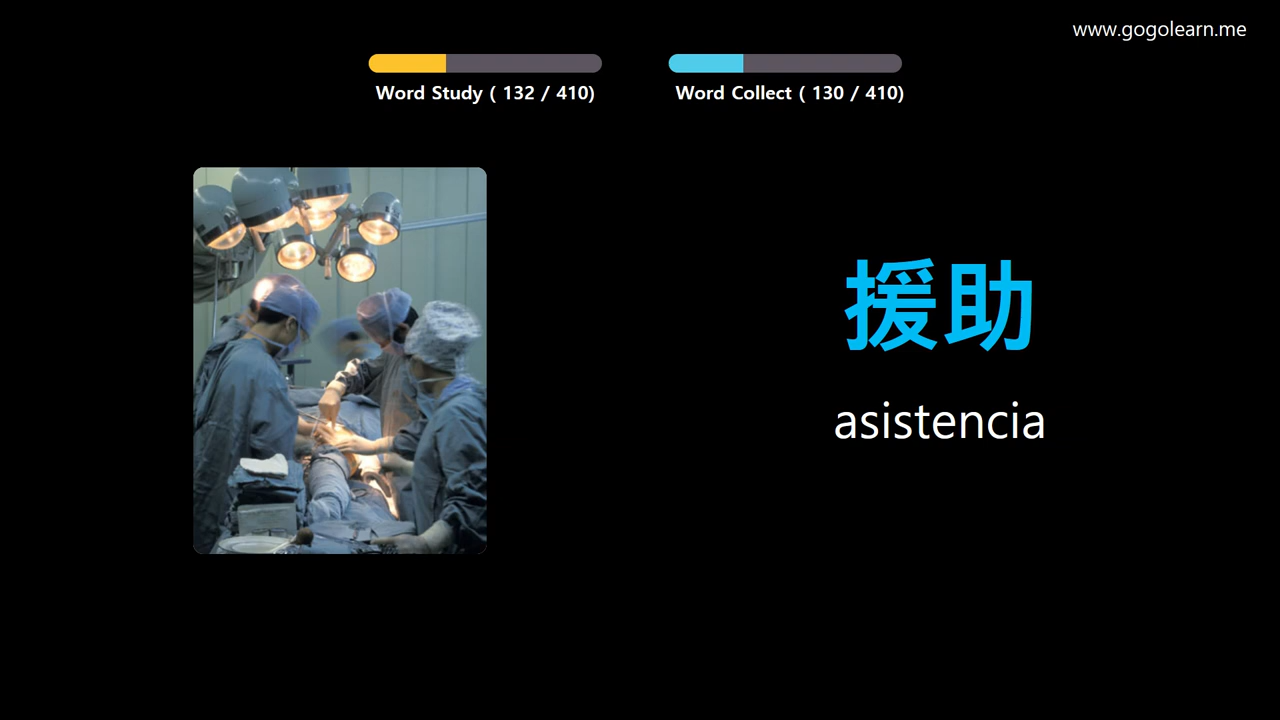 www.gogolearn.me
Word Study ( 132 / 410)
Word Collect ( 130 / 410)
援助
asistencia